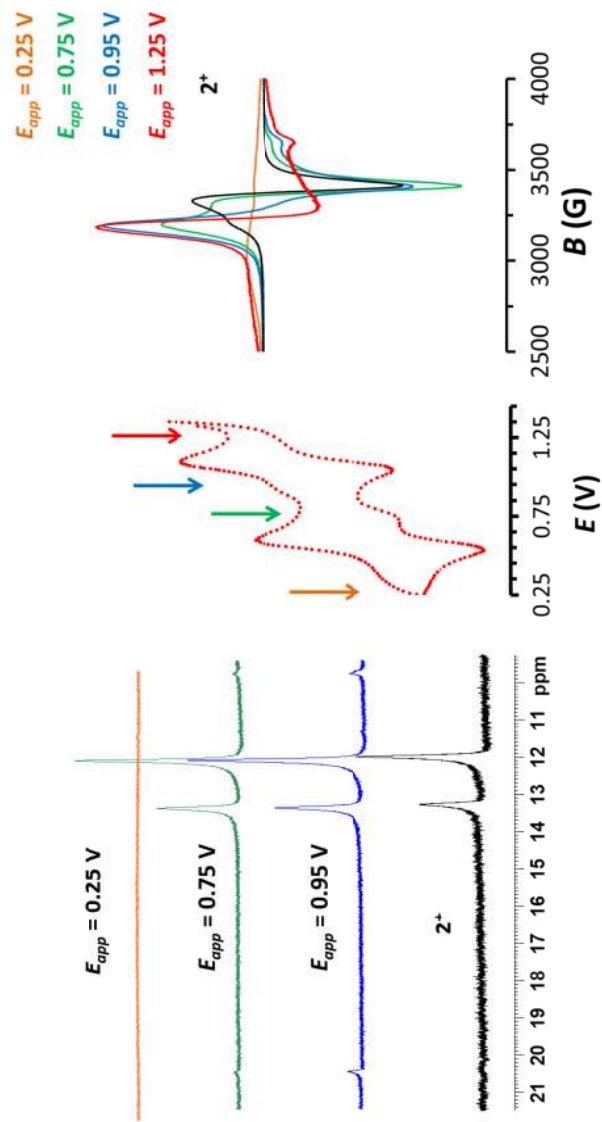 E_app = 0.25 V
E_app = 0.75 V
E_app = 0.95 V
2⁺
21 20 19 18 17 16 15 14 13 12 11 ppm
0.25 0.75 1.25
E (V)
E_app = 0.25 V
E_app = 0.75 V
E_app = 0.95 V
E_app = 1.25 V
2⁺
2500 3000 3500 4000
B (G)